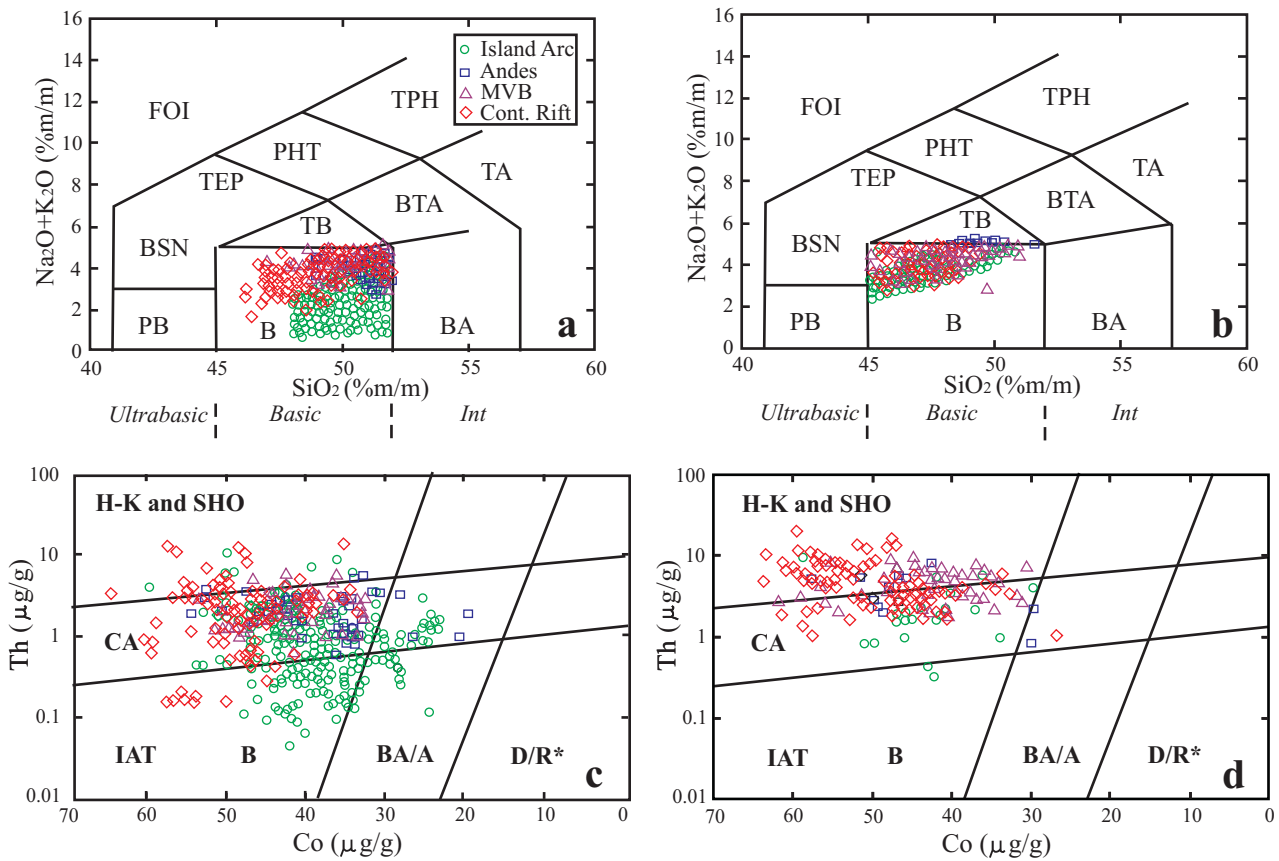 16
14
12
10
8
6
4
2
0
Na₂O+K₂O (%m/m)
FOI
PHT
TPH
TEP
TA
BTA
TB
BSN
PB
B
BA
a
Island Arc
Andes
MVB
Cont. Rift
40
45
50
55
60
SiO₂ (%m/m)
Ultrabasic
Basic
Int
16
14
12
10
8
6
4
2
0
Na₂O+K₂O (%m/m)
FOI
PHT
TPH
TEP
TA
BTA
TB
BSN
PB
B
BA
b
40
45
50
55
60
SiO₂ (%m/m)
Ultrabasic
Basic
Int
100
10
1
0.1
0.01
Th (μg/g)
H-K and SHO
CA
IAT
B
BA/A
D/R*
c
70
60
50
40
30
20
10
0
Co (μg/g)
100
10
1
0.1
0.01
Th (μg/g)
H-K and SHO
CA
IAT
B
BA/A
D/R*
d
70
60
50
40
30
20
10
0
Co (μg/g)